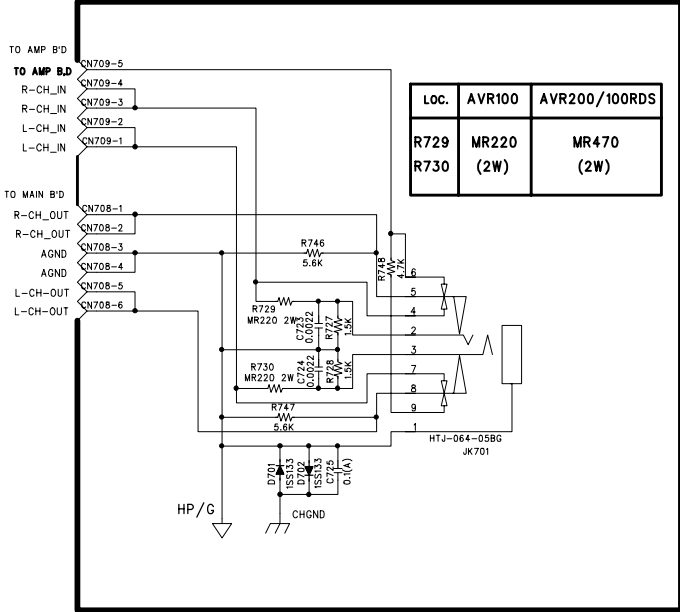 TO AMP B'D
TO AMP B,D CN709-5
R-CH_IN CN709-4
R-CH_IN CN709-3
L-CH_IN CN709-2
L-CH_IN CN709-1
LOC. AVR100 AVR200/100RDS
R729 MR220 MR470
R730 (2W) (2W)
TO MAIN B'D
R-CH_OUT CN708-1
R-CH_OUT CN708-2
AGND CN708-3
AGND CN708-4
L-CH-OUT CN708-5
L-CH-OUT CN708-6
R746
5.6K
R748
4.7K
6
5
4
2
3
7
8
9
1
R729
MR220 2W
C723
0.0022
R727
1.5K
R730
MR220 2W
C724
0.0022
R728
1.5K
R747
5.6K
HTJ-064-05BG
JK701
D701
1SS133
D702
1SS133
C725
0.1(A)
HP/G
CHGND